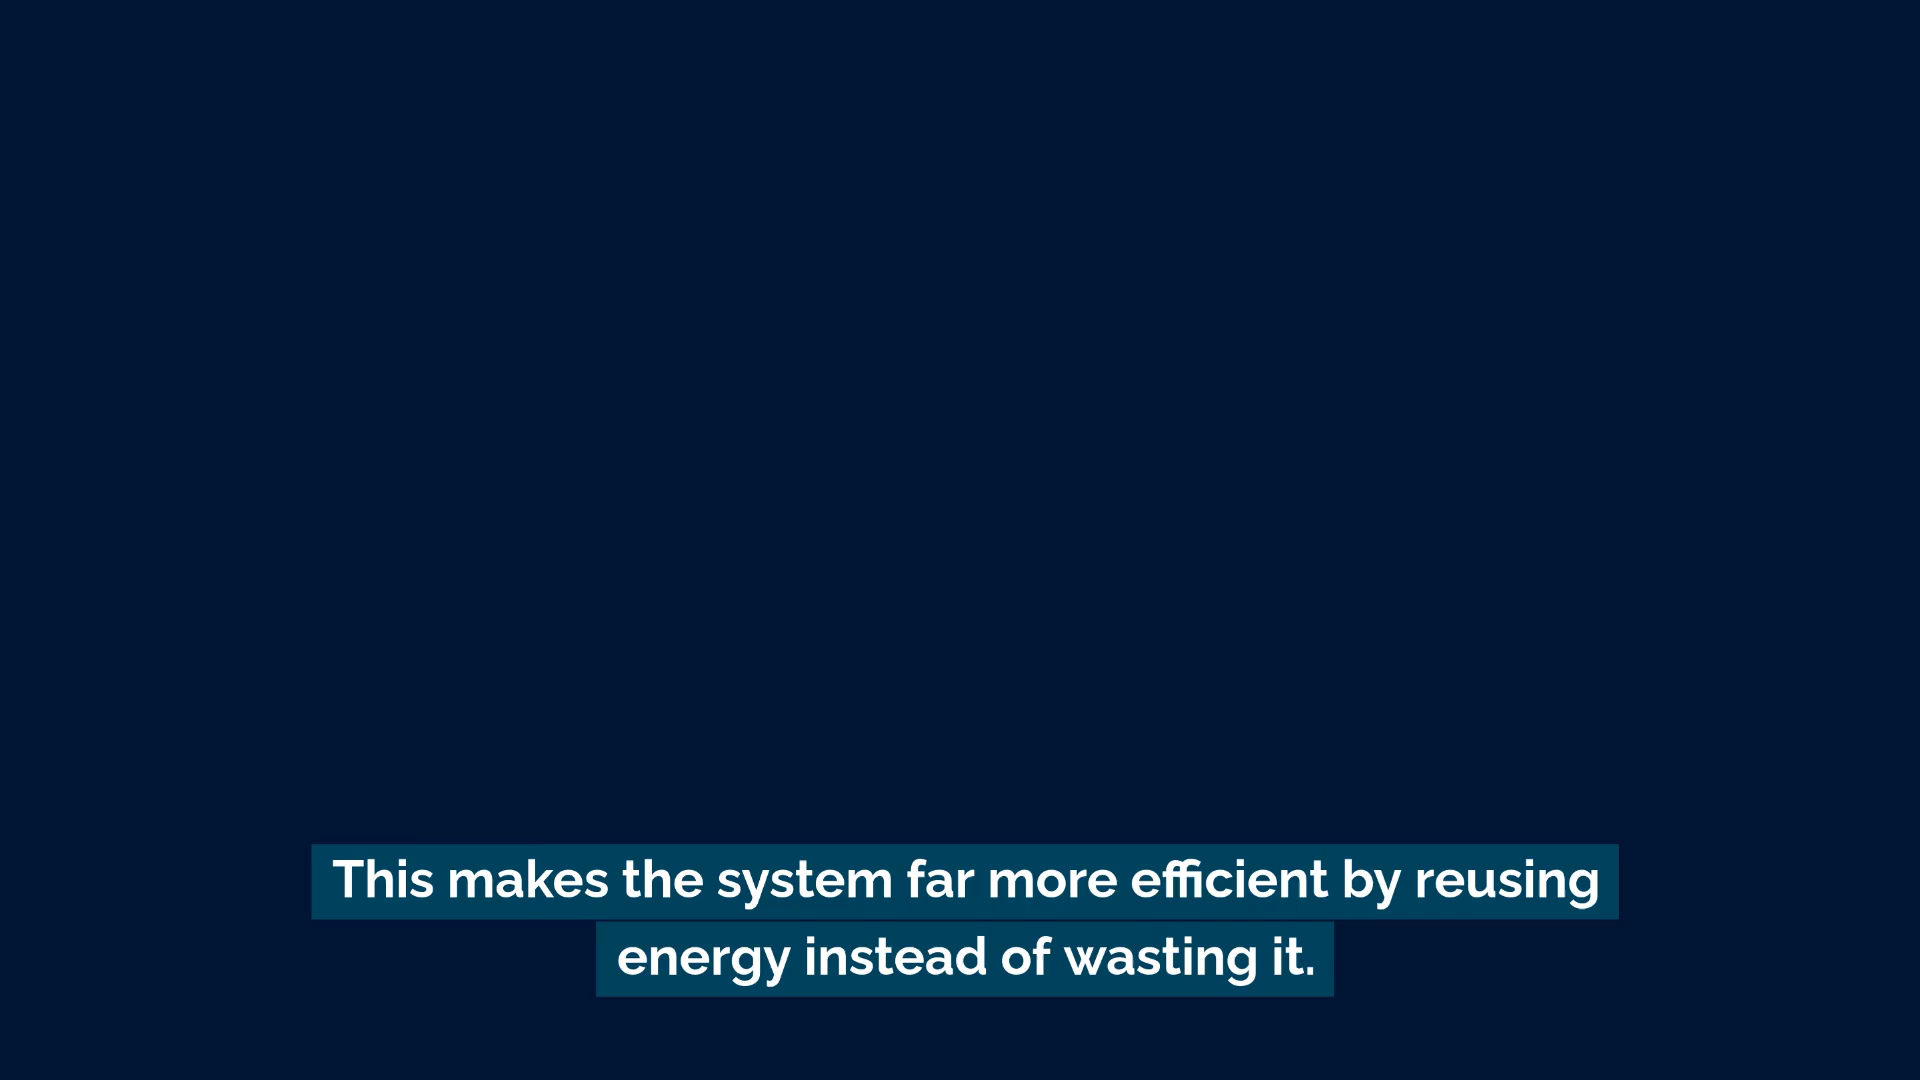 This makes the system far more efficient by reusing
energy instead of wasting it.